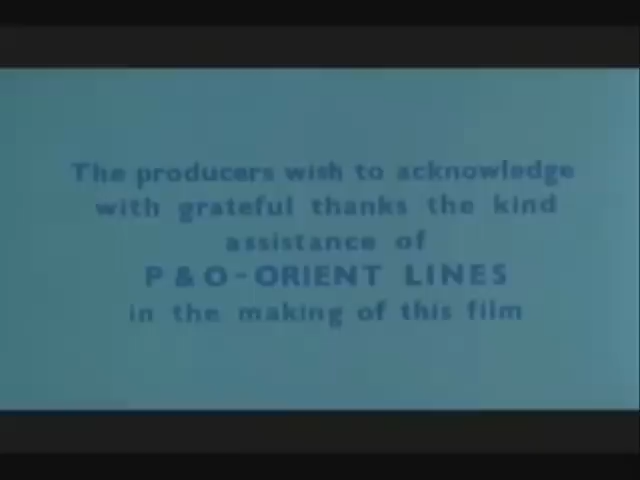 The producers wish to acknowledge
with grateful thanks the kind
assistance of
P & O-ORIENT LINES
in the making of this film